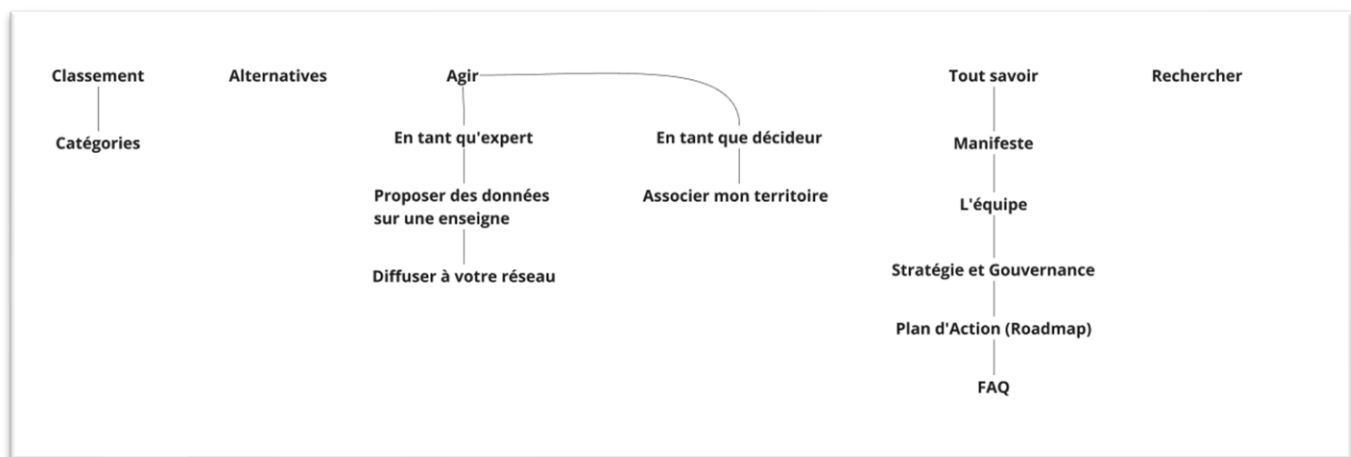 Classement
Alternatives
Agir
Tout savoir
Rechercher
Catégories
En tant qu'expert
En tant que décideur
Manifeste
Proposer des données
sur une enseigne
Associer mon territoire
L'équipe
Diffuser à votre réseau
Stratégie et Gouvernance
Plan d'Action (Roadmap)
FAQ